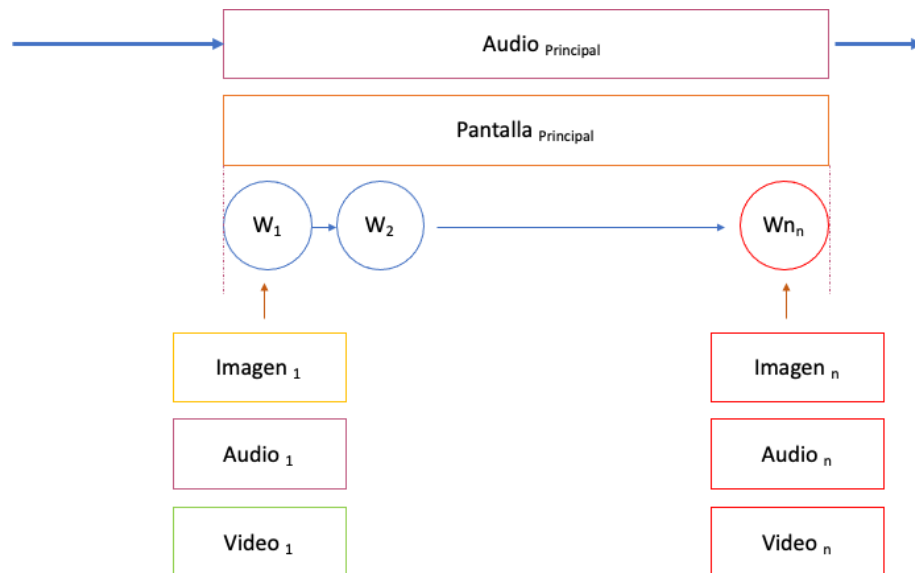 Audio Principal
Pantalla Principal
W1 W2 Wnn
Imagen 1 Imagen n
Audio 1 Audio n
Video 1 Video n